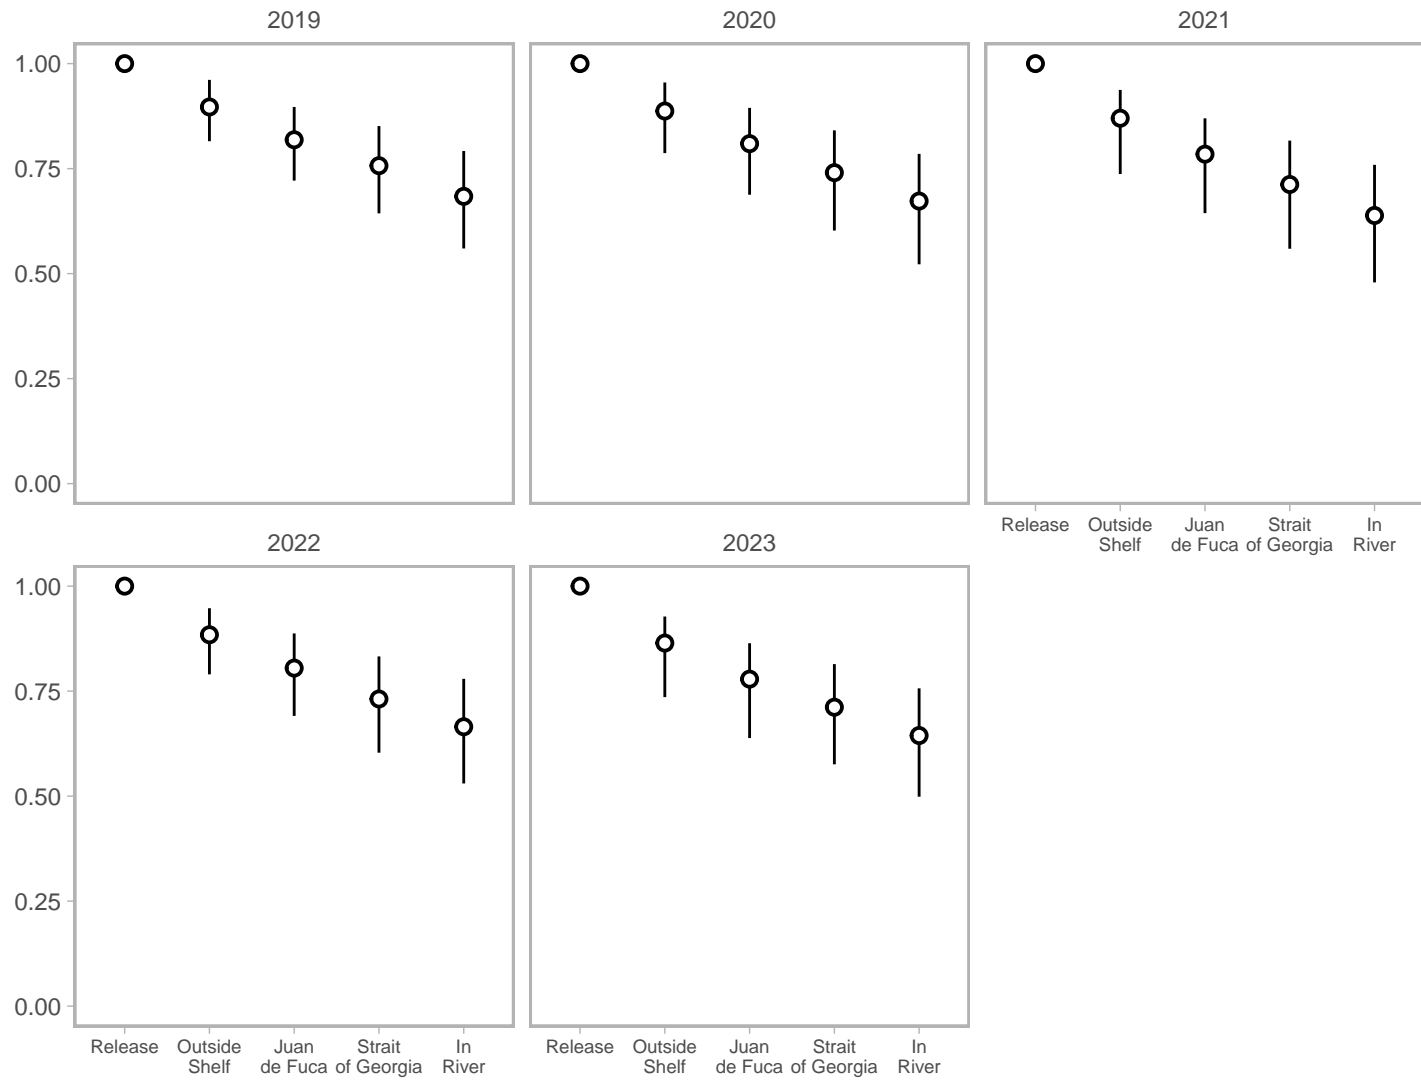 2019 2020 2021
1.00
0.75
0.50
0.25
0.00
Release Outside Shelf Juan de Fuca Strait of Georgia In River
2022 2023
1.00
0.75
0.50
0.25
0.00
Release Outside Shelf Juan de Fuca Strait of Georgia In River
Release Outside Shelf Juan de Fuca Strait of Georgia In River